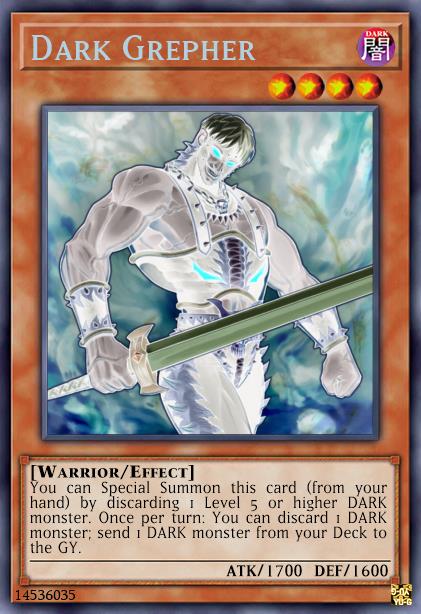 Dark Grepher
DARK
闇
[Warrior/Effect]
You can Special Summon this card (from your
hand) by discarding 1 Level 5 or higher DARK
monster. Once per turn: You can discard 1 DARK
monster; send 1 DARK monster from your Deck to
the GY.
ATK/1700 DEF/1600
14536035